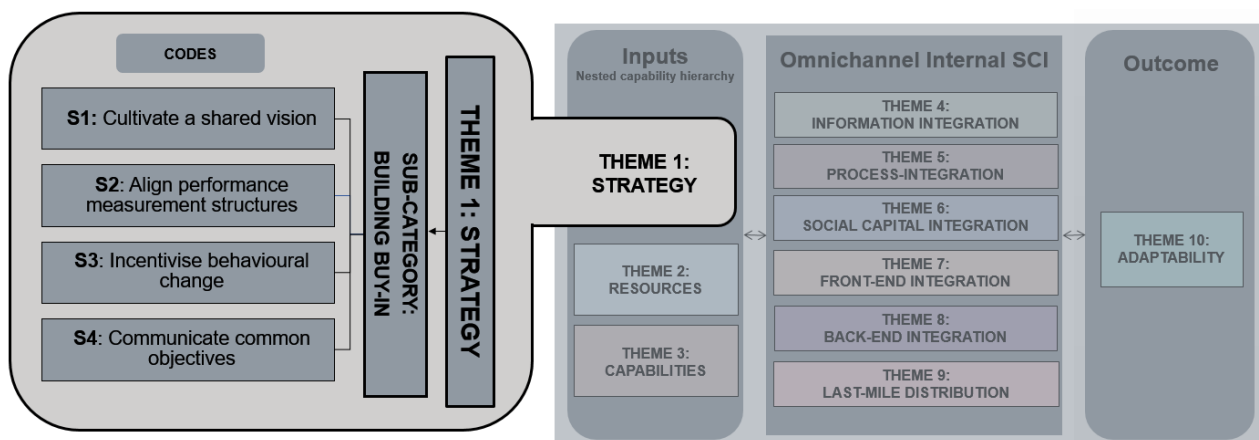 CODES
S1: Cultivate a shared vision
S2: Align performance
measurement structures
S3: Incentivise behavioural
change
S4: Communicate common
objectives
SUB-CATEGORY:
BUILDING BUY-IN
THEME 1: STRATEGY
Inputs
Nested capability hierarchy
THEME 1:
STRATEGY
THEME 2:
RESOURCES
THEME 3:
CAPABILITIES
Omnichannel Internal SCI
THEME 4:
INFORMATION INTEGRATION
THEME 5:
PROCESS-INTEGRATION
THEME 6:
SOCIAL CAPITAL INTEGRATION
THEME 7:
FRONT-END INTEGRATION
THEME 8:
BACK-END INTEGRATION
THEME 9:
LAST-MILE DISTRIBUTION
Outcome
THEME 10:
ADAPTABILITY